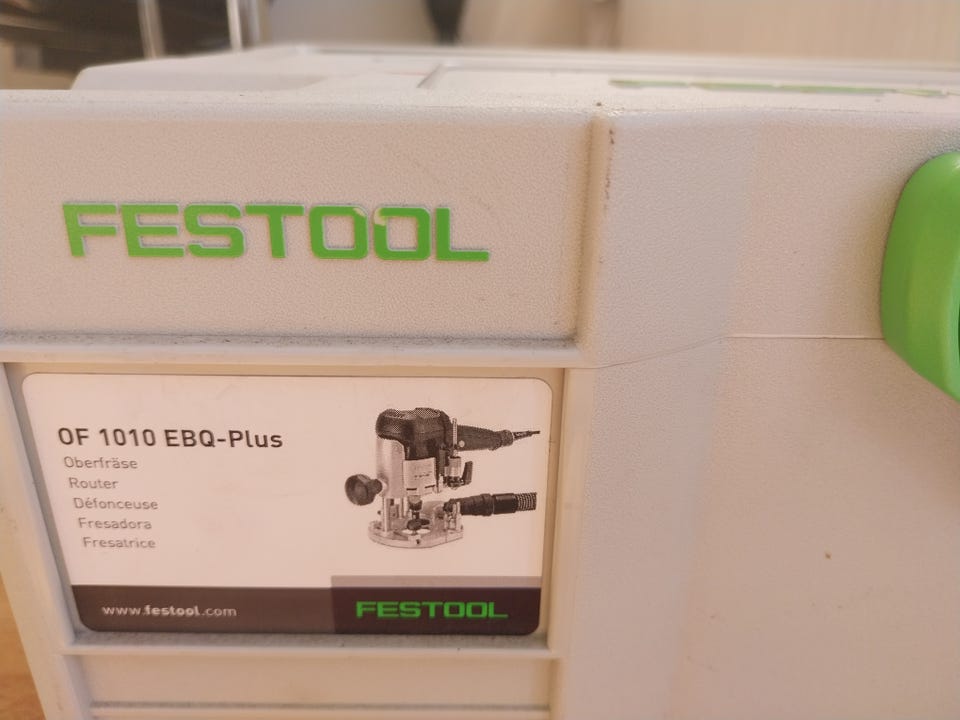 FESTOOL
OF 1010 EBQ-Plus
Oberfräse
Router
Défonceuse
Fresadora
Fresatrice
www.festool.com
FESTOOL